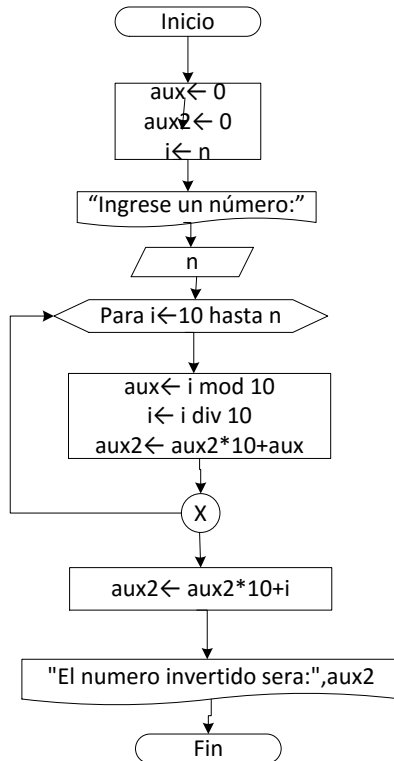 Inicio
aux← 0
aux2← 0
i← n
“Ingrese un número:”
n
Para i←10 hasta n
aux← i mod 10
i← i div 10
aux2← aux2*10+aux
X
aux2← aux2*10+i
"El numero invertido sera:",aux2
Fin